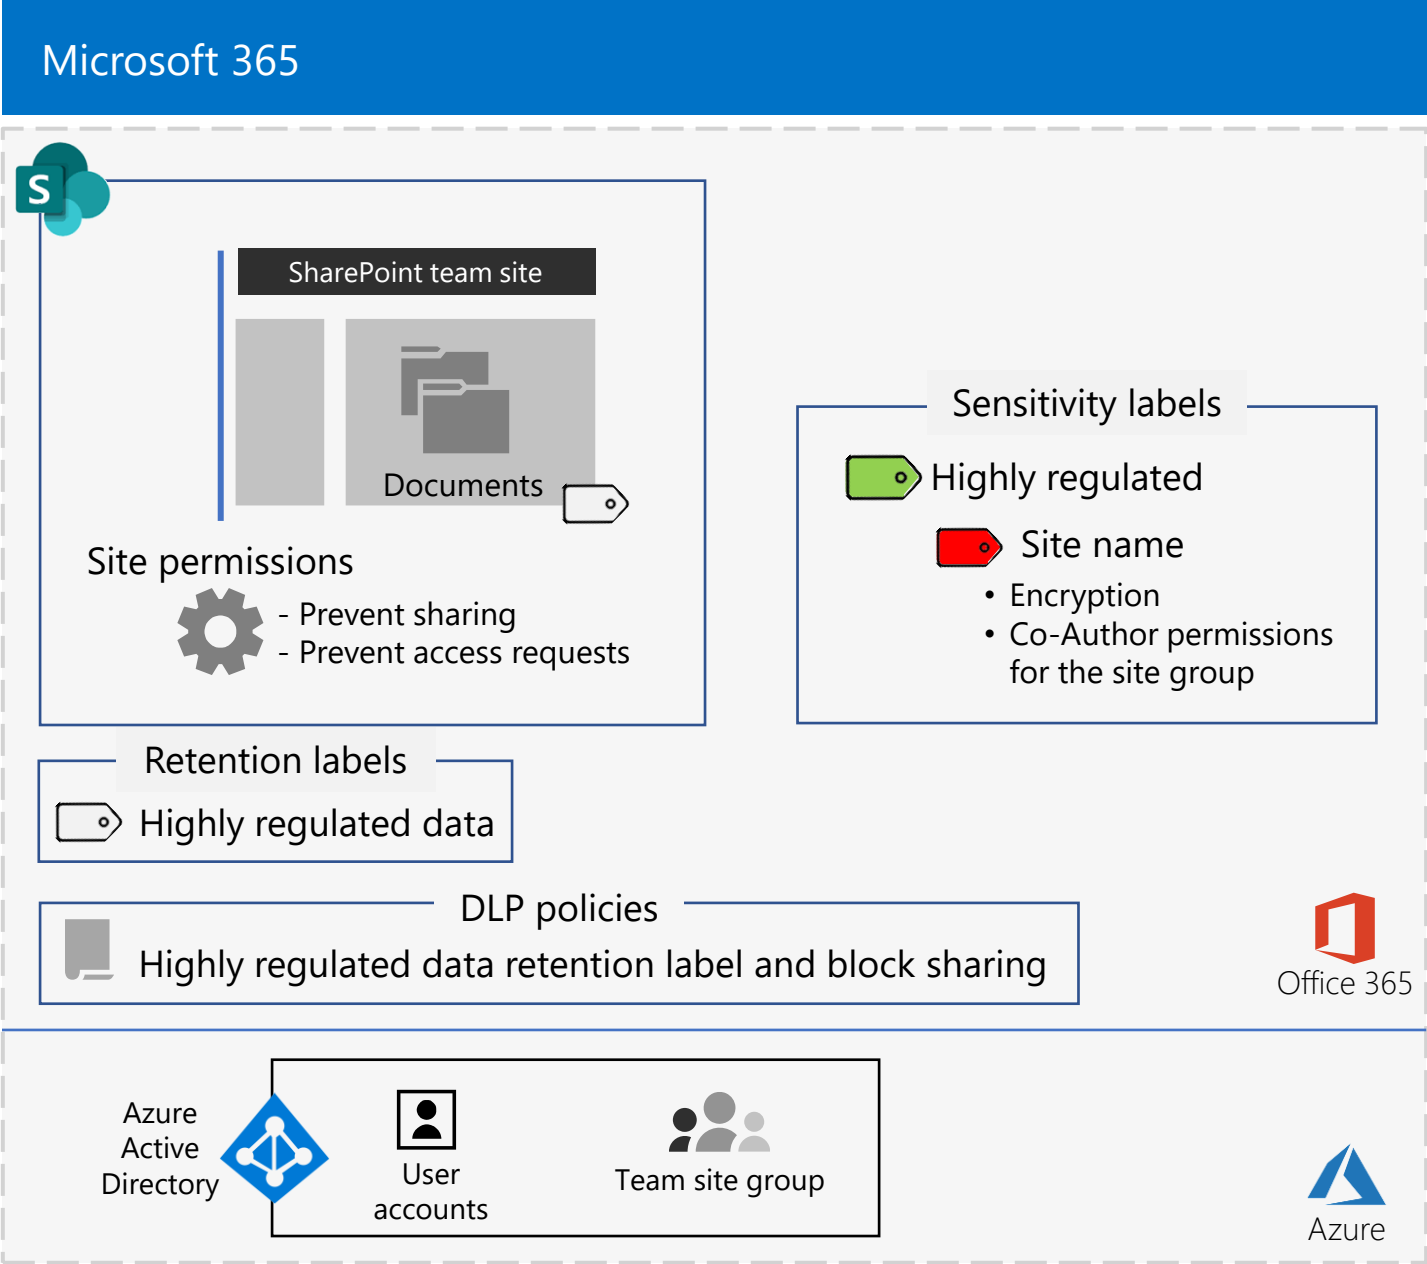 Microsoft 365
S
SharePoint team site
Documents
Site permissions
- Prevent sharing
- Prevent access requests
Sensitivity labels
Highly regulated
Site name
• Encryption
• Co-Author permissions
for the site group
Retention labels
Highly regulated data
DLP policies
Highly regulated data retention label and block sharing
Office 365
Azure
Active
Directory
User
accounts
Team site group
Azure